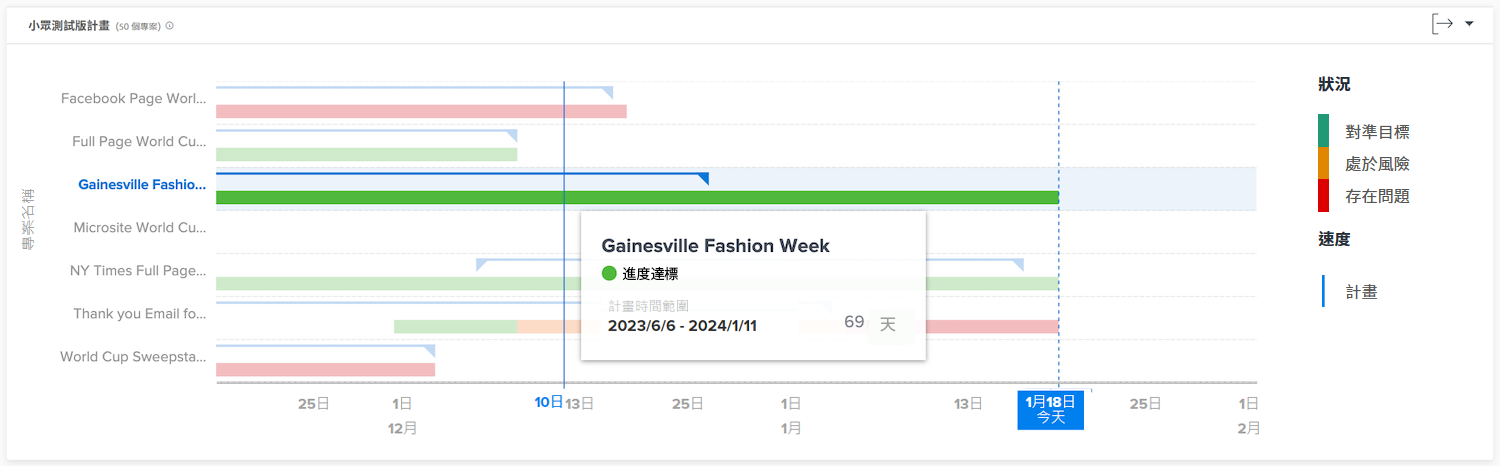 小眾測試版計畫 (50 個專案)
狀況
對準目標
處於風險
存在問題
速度
計畫
專案名稱
Facebook Page Worl...
Full Page World Cu...
Gainesville Fashio...
Microsite World Cu...
NY Times Full Page...
Thank you Email fo...
World Cup Sweepsta...
Gainesville Fashion Week
進度達標
計畫時間範圍
2023/6/6 - 2024/1/11
69 天
25日 1日 10日 13日 25日 1日 13日 1月18日 25日 1日
今天
12月 1月 2月